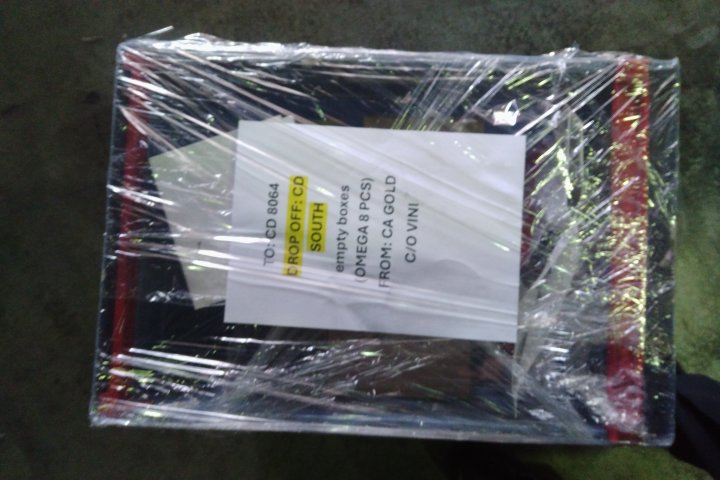 TO: CD 8064
DROP OFF: CD
SOUTH
empty boxes
(OMEGA 8 PCS)
FROM: CA GOLD
C/O VINI